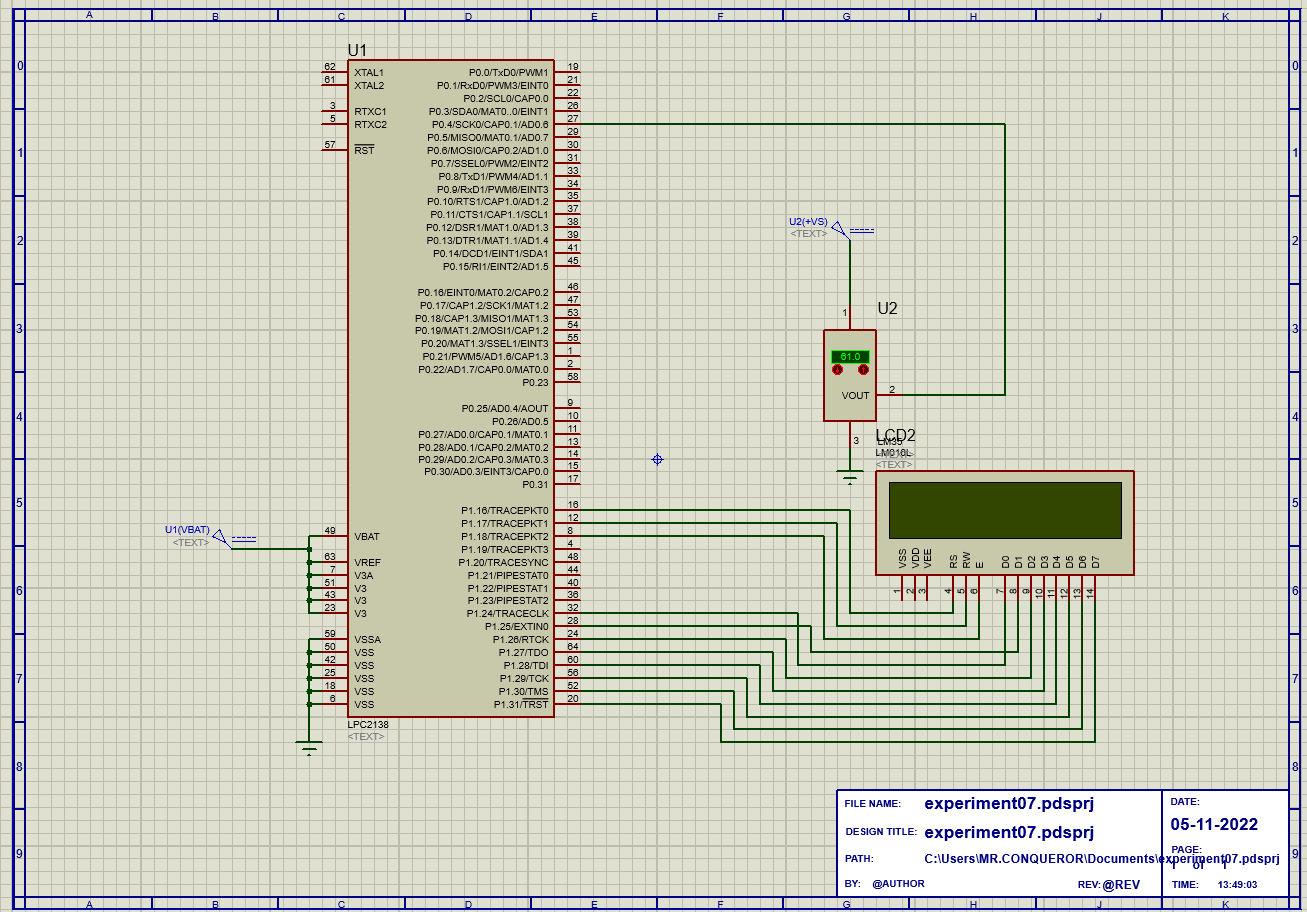 A B C D E F G H J K
0 0
1 1
2 2
3 3
4 4
5 5
6 6
7 7
8 8
9 9
U1
62 XTAL1
61 XTAL2
3 RTXC1
5 RTXC2
57 RST
49 VBAT
63 VREF
7 V3A
51 V3
43 V3
23 V3
59 VSSA
50 VSS
42 VSS
25 VSS
18 VSS
6 VSS
P0.0/TxD0/PWM1 19
P0.1/RxD0/PWM3/EINT0 21
P0.2/SCL0/CAP0.0 22
P0.3/SDA0/MAT0..0/EINT1 26
P0.4/SCK0/CAP0.1/AD0.6 27
P0.5/MISO0/MAT0.1/AD0.7 29
P0.6/MOSI0/CAP0.2/AD1.0 30
P0.7/SSEL0/PWM2/EINT2 31
P0.8/TxD1/PWM4/AD1.1 33
P0.9/RxD1/PWM6/EINT3 34
P0.10/RTS1/CAP1.0/AD1.2 35
P0.11/CTS1/CAP1.1/SCL1 37
P0.12/DSR1/MAT1.0/AD1.3 38
P0.13/DTR1/MAT1.1/AD1.4 39
P0.14/DCD1/EINT1/SDA1 41
P0.15/RI1/EINT2/AD1.5 45
P0.16/EINT0/MAT0.2/CAP0.2 46
P0.17/CAP1.2/SCK1/MAT1.2 47
P0.18/CAP1.3/MISO1/MAT1.3 53
P0.19/MAT1.2/MOSI1/CAP1.2 54
P0.20/MAT1.3/SSEL1/EINT3 55
P0.21/PWM5/AD1.6/CAP1.3 1
P0.22/AD1.7/CAP0.0/MAT0.0 2
P0.23 58
P0.25/AD0.4/AOUT 9
P0.26/AD0.5 10
P0.27/AD0.0/CAP0.1/MAT0.1 11
P0.28/AD0.1/CAP0.2/MAT0.2 13
P0.29/AD0.2/CAP0.3/MAT0.3 14
P0.30/AD0.3/EINT3/CAP0.0 15
P0.31 17
P1.16/TRACEPKT0 16
P1.17/TRACEPKT1 12
P1.18/TRACEPKT2 8
P1.19/TRACEPKT3 4
P1.20/TRACESYNC 48
P1.21/PIPESTAT0 44
P1.22/PIPESTAT1 40
P1.23/PIPESTAT2 36
P1.24/TRACECLK 32
P1.25/EXTIN0 28
P1.26/RTCK 24
P1.27/TDO 64
P1.28/TDI 60
P1.29/TCK 56
P1.30/TMS 52
P1.31/TRST 20
LPC2138
<TEXT>
U1(VBAT)
<TEXT>
U2(+VS)
<TEXT>
U2
1
61.0
VOUT 2
3
LCD2
LM35
LM016L
<TEXT>
VSS VDD VEE RS RW E D0 D1 D2 D3 D4 D5 D6 D7
1 2 3 4 5 6 7 8 9 10 11 12 13 14
FILE NAME: experiment07.pdsprj
DESIGN TITLE: experiment07.pdsprj
PATH: C:\Users\MR.CONQUEROR\Documents\experiment07.pdsprj
BY: @AUTHOR REV: @REV
DATE:
05-11-2022
PAGE:
1 of 1
TIME: 13:49:03
A B C D E F G H J K